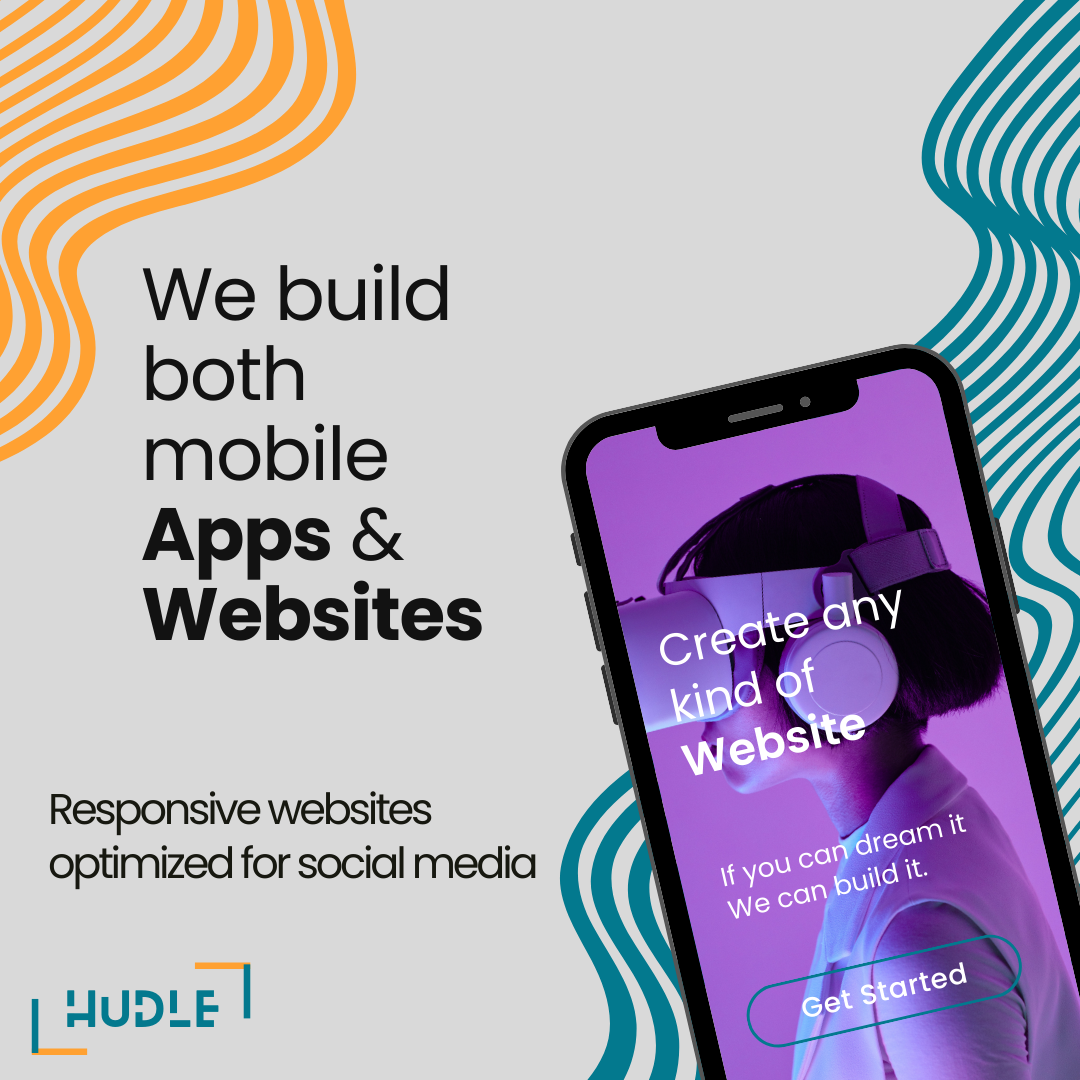 We build
both
mobile
Apps &
Websites
Create any
kind of
Website
Responsive websites
optimized for social media
If you can dream it
We can build it.
Get Started
HUDLE